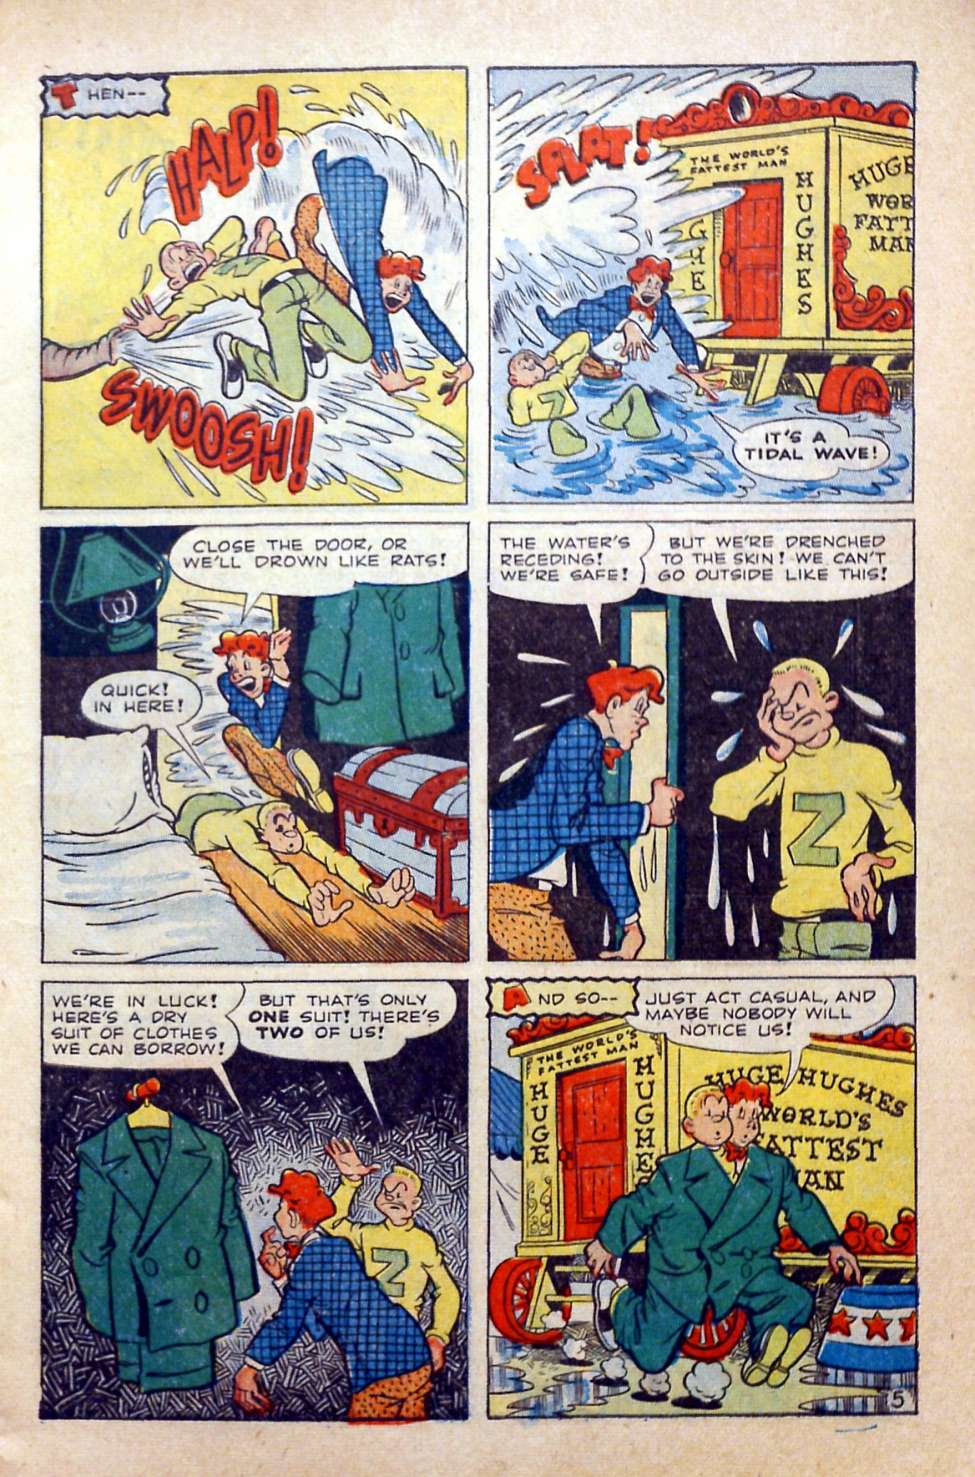 THEN--
HALP!
SWOOSH!
SPLAT!
THE WORLD'S
FATTEST MAN
HUGHES
GHE
HUGE
WOR
FATT
MAN
IT'S A
TIDAL WAVE!
CLOSE THE DOOR, OR
WE'LL DROWN LIKE RATS!
QUICK!
IN HERE!
THE WATER'S
RECEDING!
WE'RE SAFE!
BUT WE'RE DRENCHED
TO THE SKIN! WE CAN'T
GO OUTSIDE LIKE THIS!
Z
WE'RE IN LUCK!
HERE'S A DRY
SUIT OF CLOTHES
WE CAN BORROW!
BUT THAT'S ONLY
ONE SUIT! THERE'S
TWO OF US!
Z
AND SO--
JUST ACT CASUAL, AND
MAYBE NOBODY WILL
NOTICE US!
THE WORLD'S
FATTEST MAN
HUGE
HUGHES
HUGE HUGHES
WORLD'S
FATTEST
MAN
5